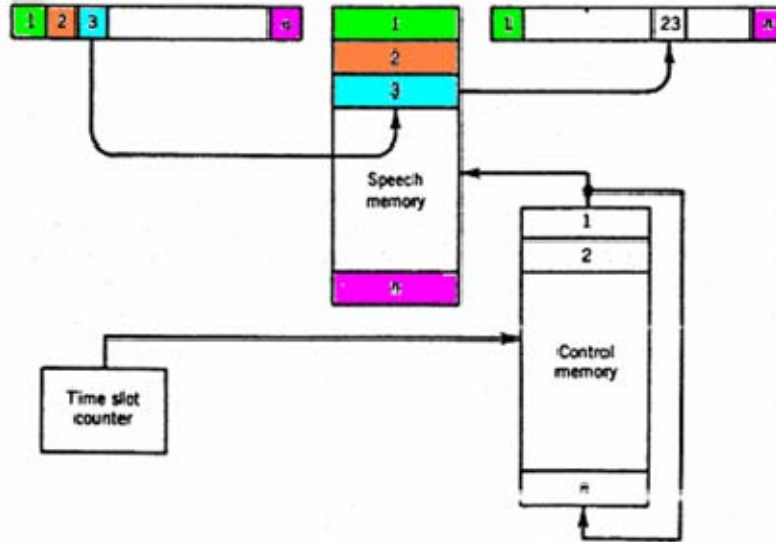 1 2 3 n
1
2
3
Speech
memory
n
1 23 n
1
2
Control
memory
n
Time slot
counter